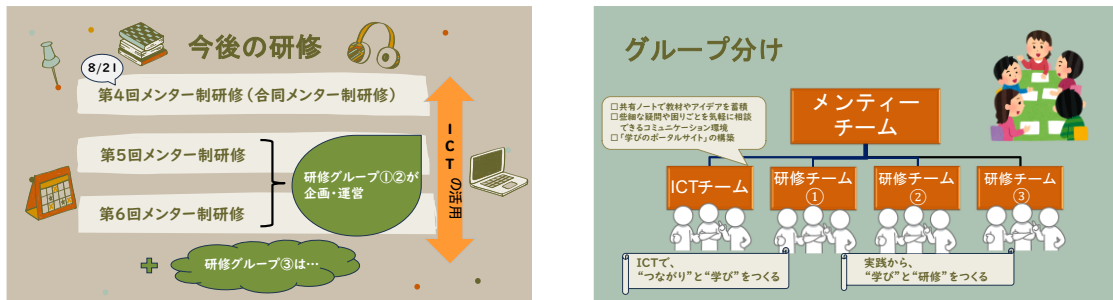 今後の研修
8/21
第4回メンター制研修（合同メンター制研修）
第5回メンター制研修
第6回メンター制研修
研修グループ①②が
企画・運営
ICTの活用
研修グループ③は…
グループ分け
□共有ノートで教材やアイデアを蓄積
□些細な疑問や困りごとを気軽に相談
できるコミュニケーション環境
□「学びのポータルサイト」の構築
メンティー
チーム
ICTチーム
研修チーム
①
研修チーム
②
研修チーム
③
ICTで、
“つながり”と“学び”をつくる
実践から、
“学び”と“研修”をつくる